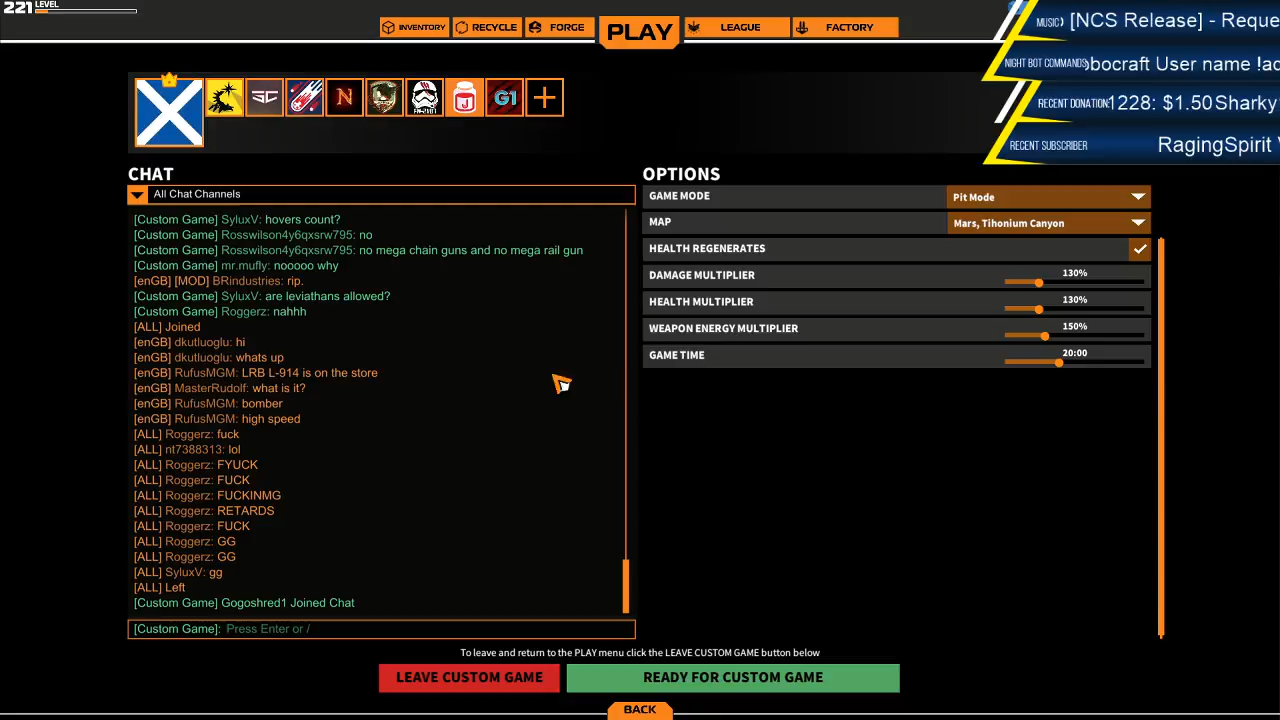 221 LEVEL
INVENTORY
RECYCLE
FORGE
PLAY
LEAGUE
FACTORY
MUSIC [NCS Release] - Reque
NIGHT BOT COMMANDS bocraft User name !ad
RECENT DONATION: 1228: $1.50 Sharky
RECENT SUBSCRIBER RagingSpirit
SC
N
FN-2187
J
G1
CHAT
All Chat Channels
[Custom Game] SyluxV: hovers count?
[Custom Game] Rosswilson4y6qxsrw795: no
[Custom Game] Rosswilson4y6qxsrw795: no mega chain guns and no mega rail gun
[Custom Game] mr.mufly: nooooo why
[enGB] [MOD] BRindustries: rip.
[Custom Game] SyluxV: are leviathans allowed?
[Custom Game] Roggerz: nahhh
[ALL] Joined
[enGB] dkutluoglu: hi
[enGB] dkutluoglu: whats up
[enGB] RufusMGM: LRB L-914 is on the store
[enGB] MasterRudolf: what is it?
[enGB] RufusMGM: bomber
[enGB] RufusMGM: high speed
[ALL] Roggerz: fuck
[ALL] nt7388313: lol
[ALL] Roggerz: FYUCK
[ALL] Roggerz: FUCK
[ALL] Roggerz: FUCKINMG
[ALL] Roggerz: RETARDS
[ALL] Roggerz: FUCK
[ALL] Roggerz: GG
[ALL] Roggerz: GG
[ALL] SyluxV: gg
[ALL] Left
[Custom Game] Gogoshred1 Joined Chat
[Custom Game]: Press Enter or /
OPTIONS
GAME MODE Pit Mode
MAP Mars, Tihonium Canyon
HEALTH REGENERATES
DAMAGE MULTIPLIER 130%
HEALTH MULTIPLIER 130%
WEAPON ENERGY MULTIPLIER 150%
GAME TIME 20:00
To leave and return to the PLAY menu click the LEAVE CUSTOM GAME button below
LEAVE CUSTOM GAME
READY FOR CUSTOM GAME
BACK